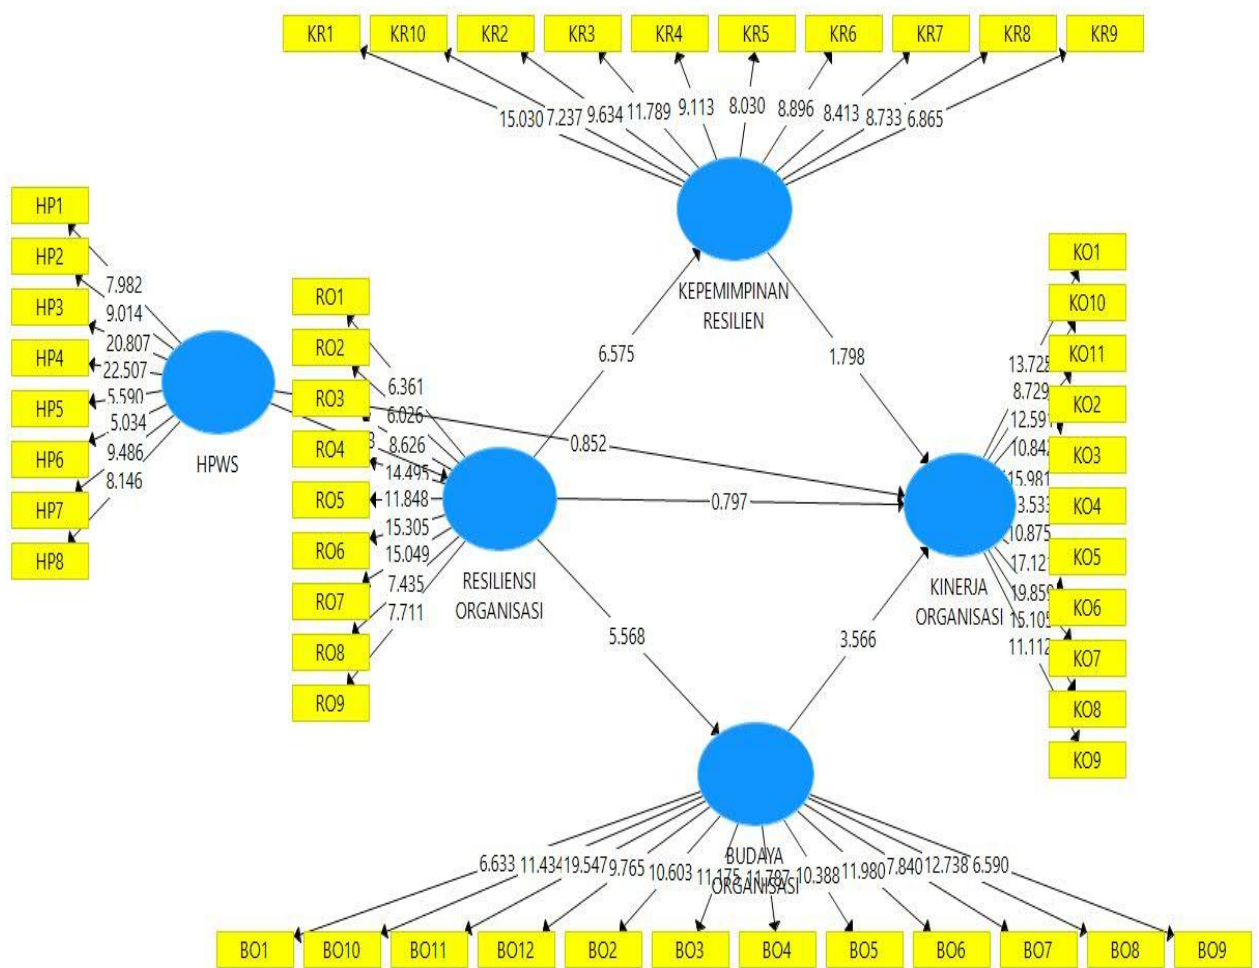 KR1 KR10 KR2 KR3 KR4 KR5 KR6 KR7 KR8 KR9
15.030 7.237 9.634 11.789 9.113 8.030 8.896 8.413 8.733 6.865
KEPEMIMPINAN
RESILIEN
HP1
HP2
HP3
HP4
HP5
HP6
HP7
HP8
7.982
9.014
20.807
22.507
5.590
5.034
9.486
8.146
HPWS
RO1
RO2
RO3
RO4
RO5
RO6
RO7
RO8
RO9
6.361
6.026
8.626
14.495
11.848
15.305
15.049
7.435
7.711
RESILIENSI
ORGANISASI
6.575
1.798
0.852
0.797
5.568
3.566
KINERJA
ORGANISASI
13.722
8.729
12.591
10.842
15.981
3.533
10.875
17.121
19.859
15.105
11.112
KO1
KO10
KO11
KO2
KO3
KO4
KO5
KO6
KO7
KO8
KO9
BUDAYA
ORGANISASI
6.633 11.434 19.547 9.765 10.603 11.175 11.787 10.388 11.980 7.840 12.738 6.590
BO1 BO10 BO11 BO12 BO2 BO3 BO4 BO5 BO6 BO7 BO8 BO9